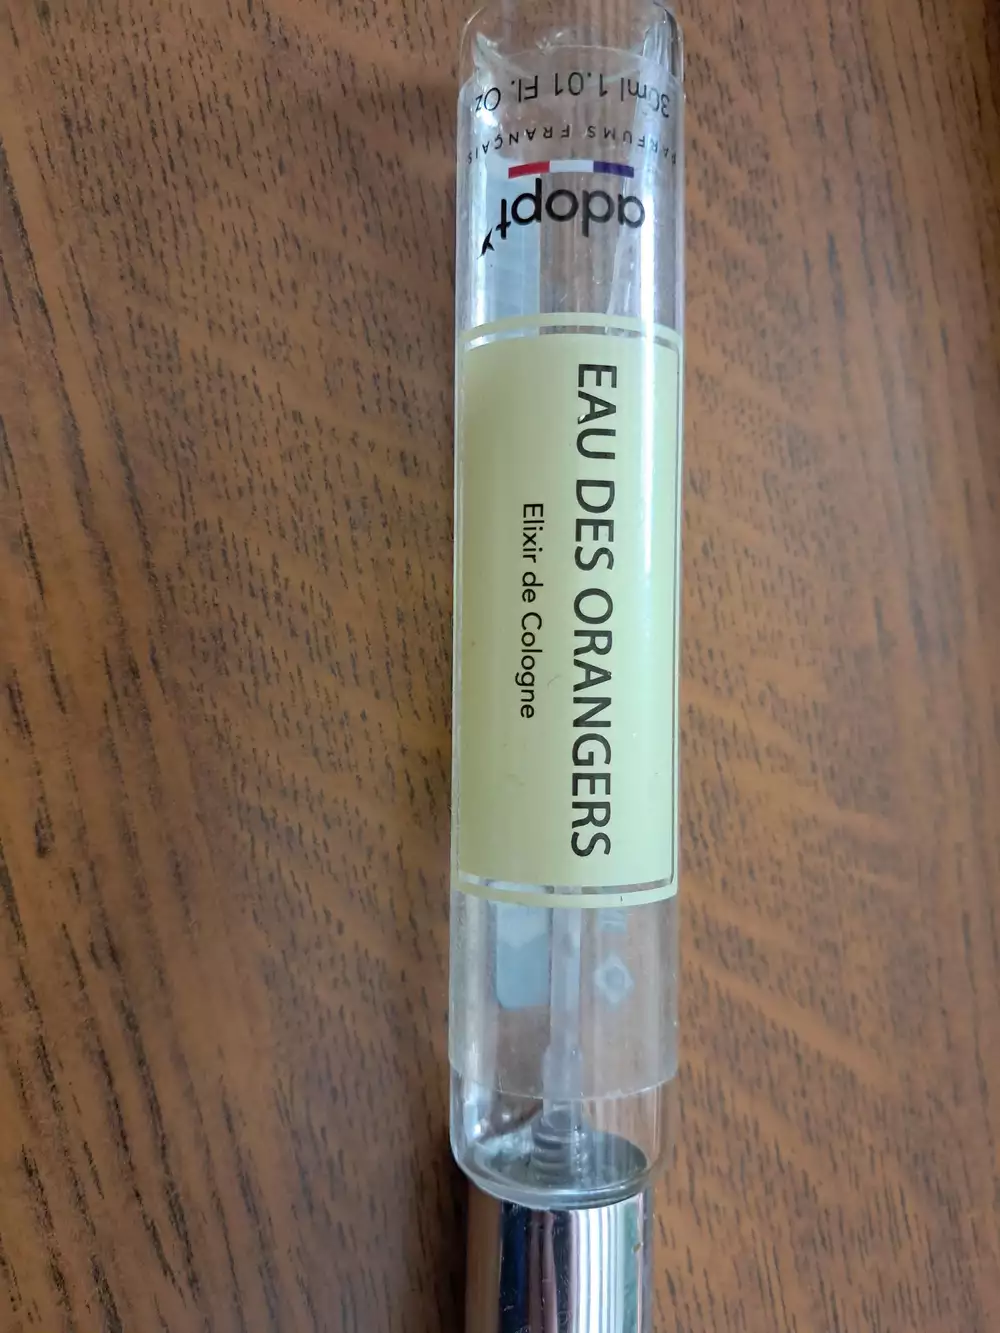 EAU DES ORANGERS
Elixir de Cologne
adopt'
PARFUMS FRANÇAIS
30ml 1.01 Fl. Oz